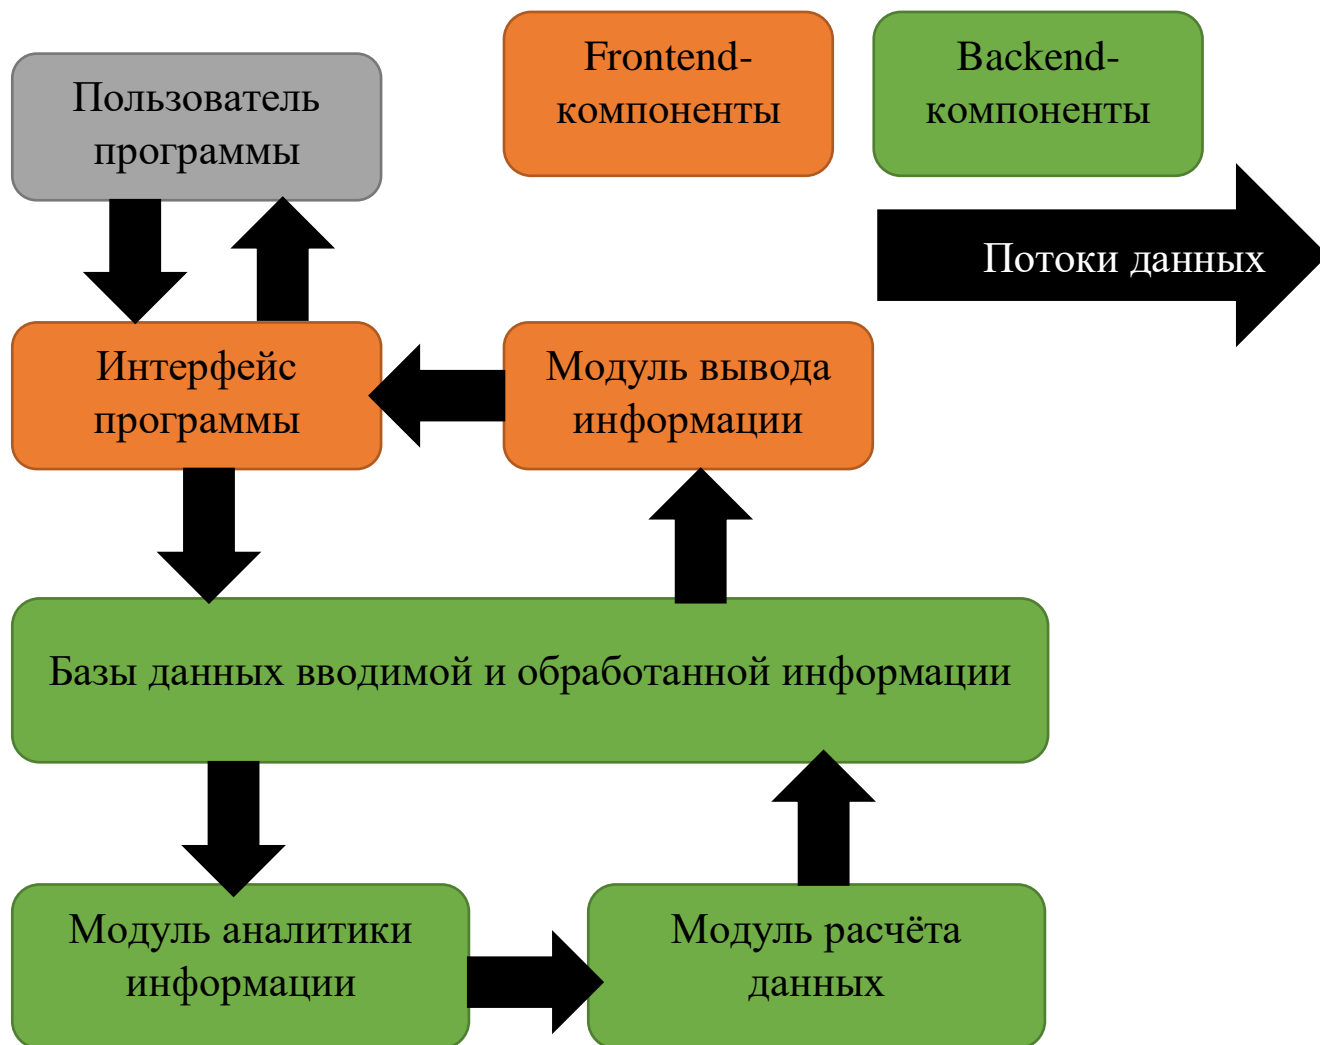 Пользователь
программы
Frontend-
компоненты
Backend-
компоненты
Потоки данных
Интерфейс
программы
Модуль вывода
информации
Базы данных вводимой и обработанной информации
Модуль аналитики
информации
Модуль расчёта
данных